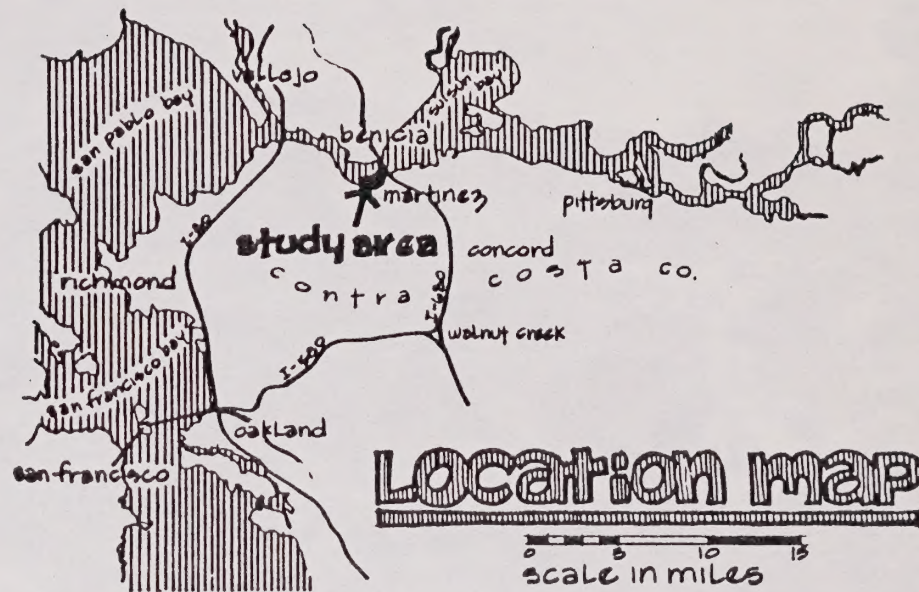 vallejo
san pablo bay
suisun bay
benicia
martinez
pittsburg
study area
I-80
concord
contra costa co.
richmond
I-680
walnut creek
san francisco bay
oakland
san francisco
Location map
0 5 10 15
scale in miles